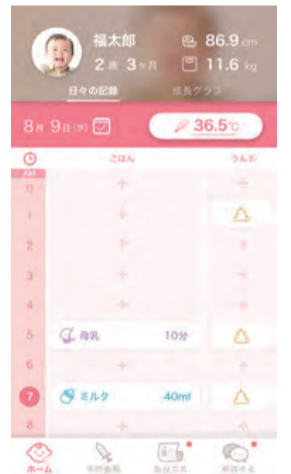 福太郎
86.9 cm
2歳 3ヶ月
11.6 kg
日々の記録
成長グラフ
8月 9日(水)
36.5℃
ごはん
うんち
AM
0
1
2
3
4
5 母乳 10分
6
7 ミルク 40ml
8
ホーム